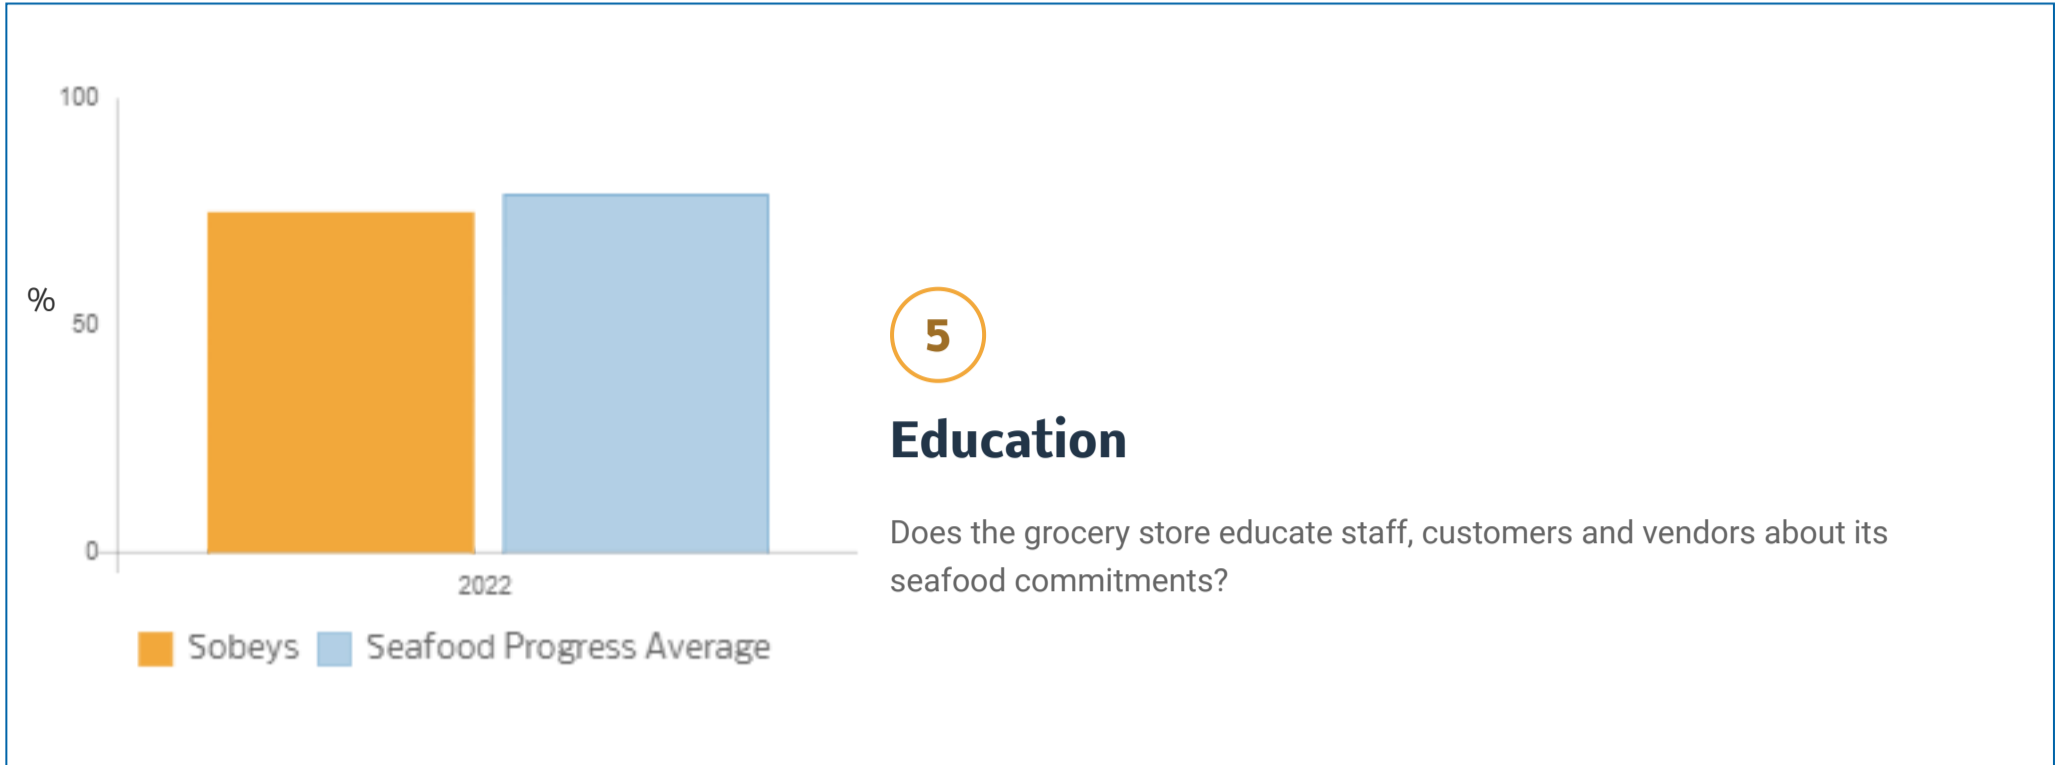 100
%
50
0
2022
Sobeys Seafood Progress Average
5
Education
Does the grocery store educate staff, customers and vendors about its
seafood commitments?